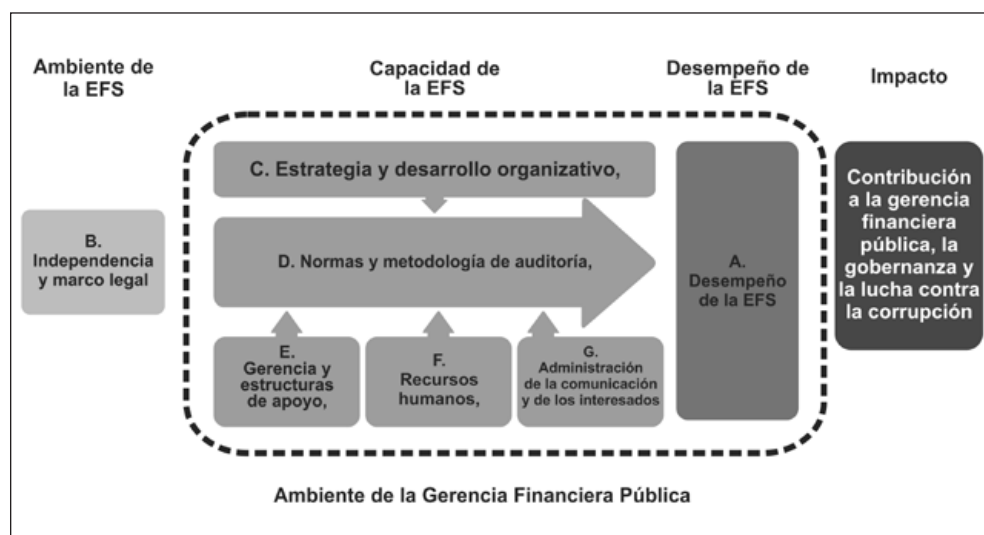 Ambiente de
la EFS
Capacidad de
la EFS
Desempeño de
la EFS
Impacto
B.
Independencia
y marco legal
C. Estrategia y desarrollo organizativo,
D. Normas y metodología de auditoría,
E.
Gerencia y
estructuras
de apoyo,
F.
Recursos
humanos,
G.
Administración
de la comunicación
y de los interesados
A.
Desempeño
de la EFS
Contribución
a la gerencia
financiera
pública, la
gobernanza y
la lucha contra
la corrupción
Ambiente de la Gerencia Financiera Pública